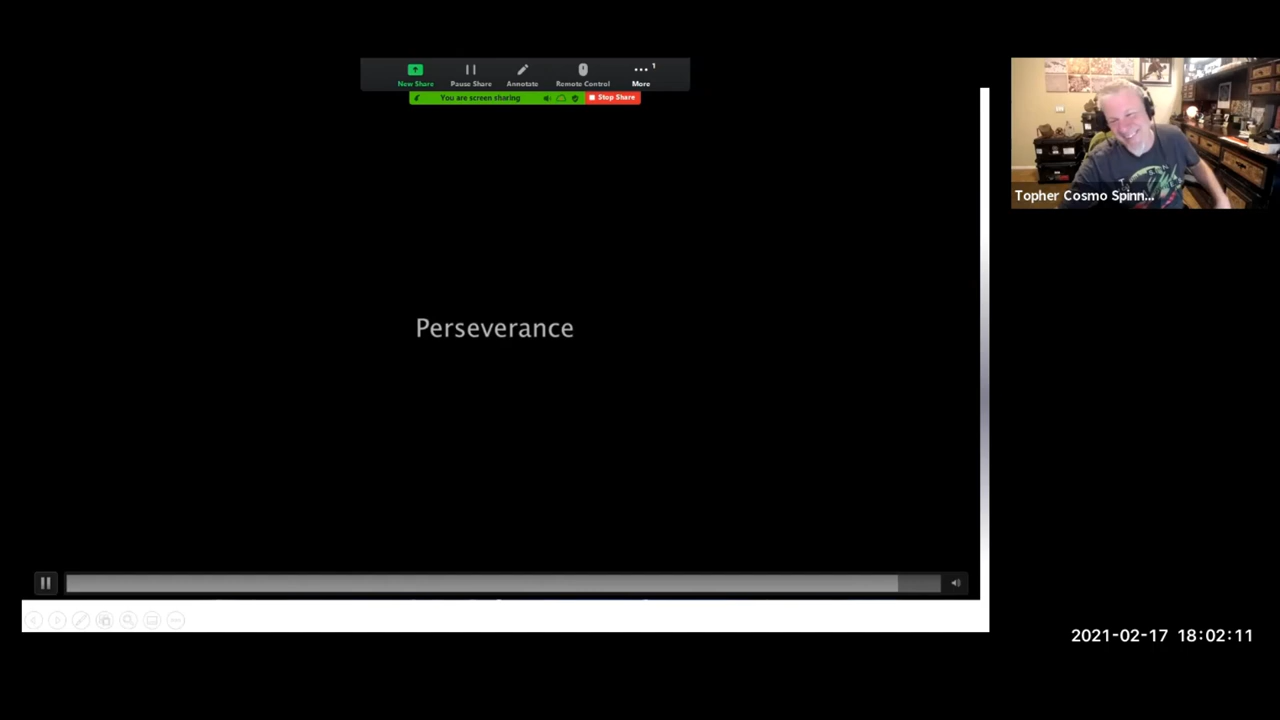 New Share
Pause Share
Annotate
Remote Control
More
1
You are screen sharing
Stop Share
Topher Cosmo Spinn...
Perseverance
2021-02-17 18:02:11